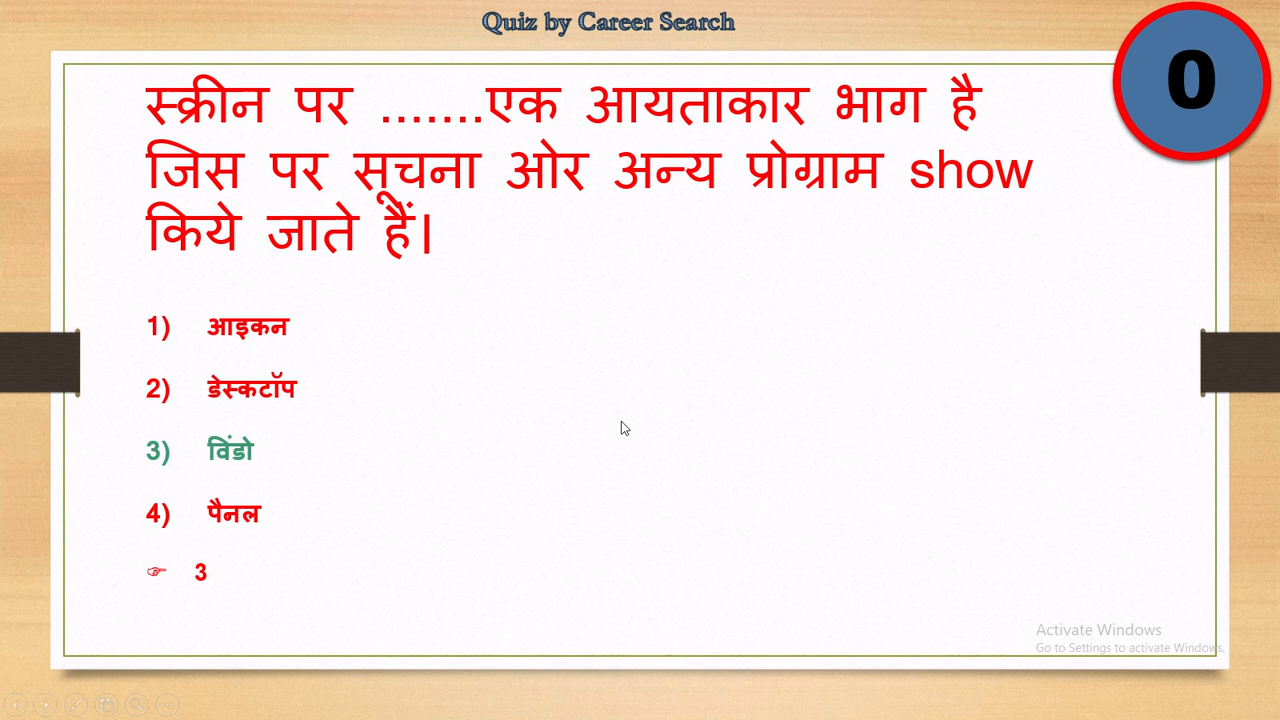 Quiz by Career Search
0
स्क्रीन पर .......एक आयताकार भाग है
जिस पर सूचना ओर अन्य प्रोग्राम show
किये जाते हैं।
1) आइकन
2) डेस्कटॉप
3) विंडो
4) पैनल
☞ 3
Activate Windows
Go to Settings to activate Windows.